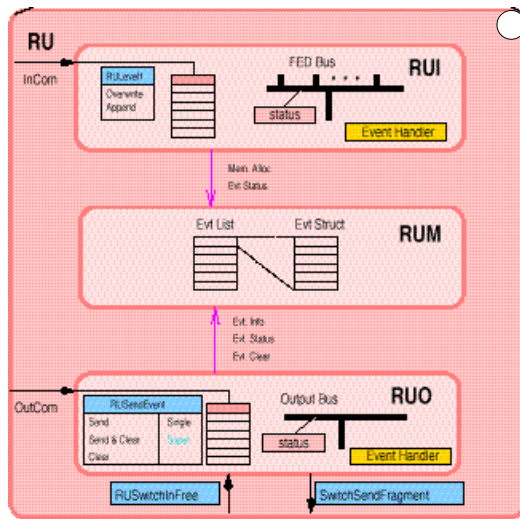 RU
InCom
RULevel1
Overwrite
Append
FED Bus
RUI
status
Event Handler
Mem. Alloc
Evt Status
Evt List
Evt Struct
RUM
Evt. Info
Evt. Status
Evt. Clear
OutCom
RUSendEvent
Send
Single
Send & Clear
Super
Clear
Output Bus
RUO
status
Event Handler
RUSwitchInFree
SwitchSendFragment